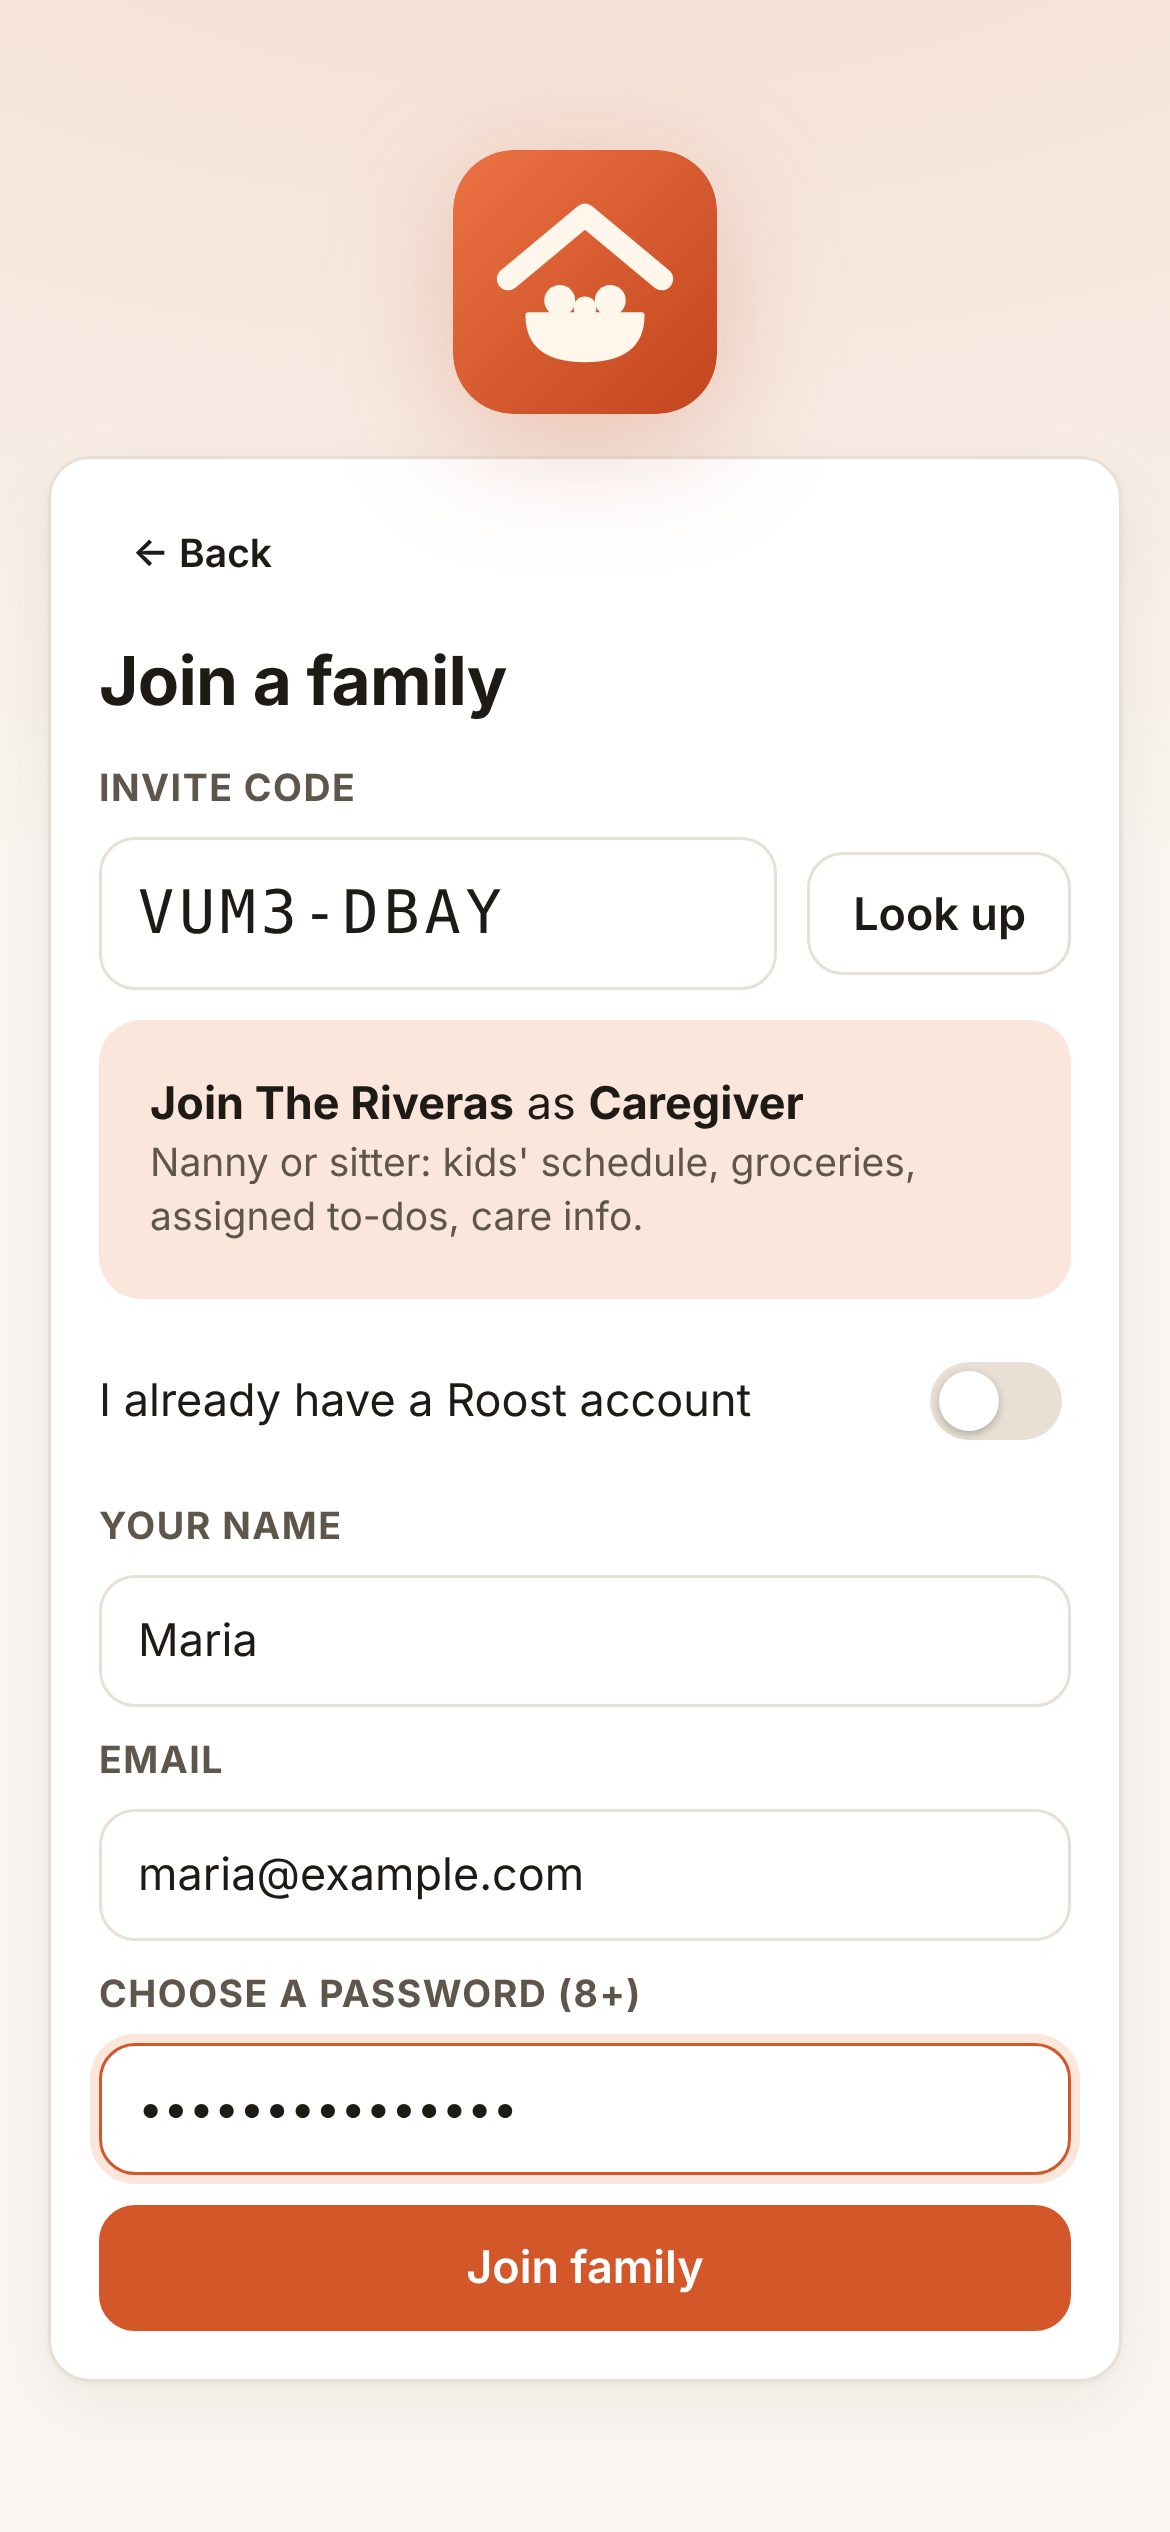 ← Back
Join a family
INVITE CODE
VUM3-DBAY
Look up
Join The Riveras as Caregiver
Nanny or sitter: kids' schedule, groceries,
assigned to-dos, care info.
I already have a Roost account
YOUR NAME
Maria
EMAIL
maria@example.com
CHOOSE A PASSWORD (8+)
•••••••••••••••
Join family